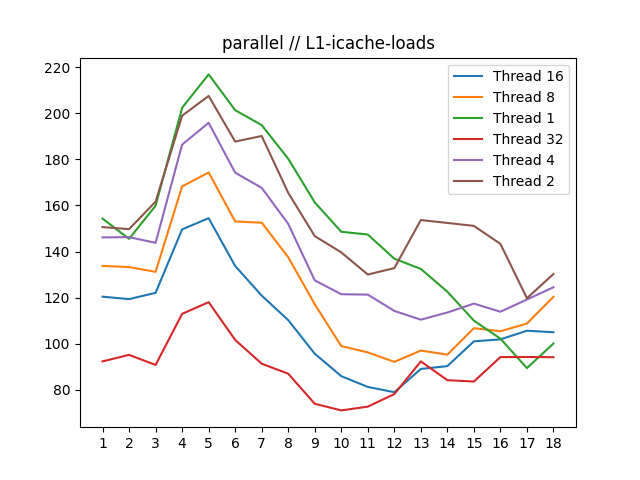 parallel // L1-icache-loads
220
200
180
160
140
120
100
80
Thread 16
Thread 8
Thread 1
Thread 32
Thread 4
Thread 2
1 2 3 4 5 6 7 8 9 10 11 12 13 14 15 16 17 18